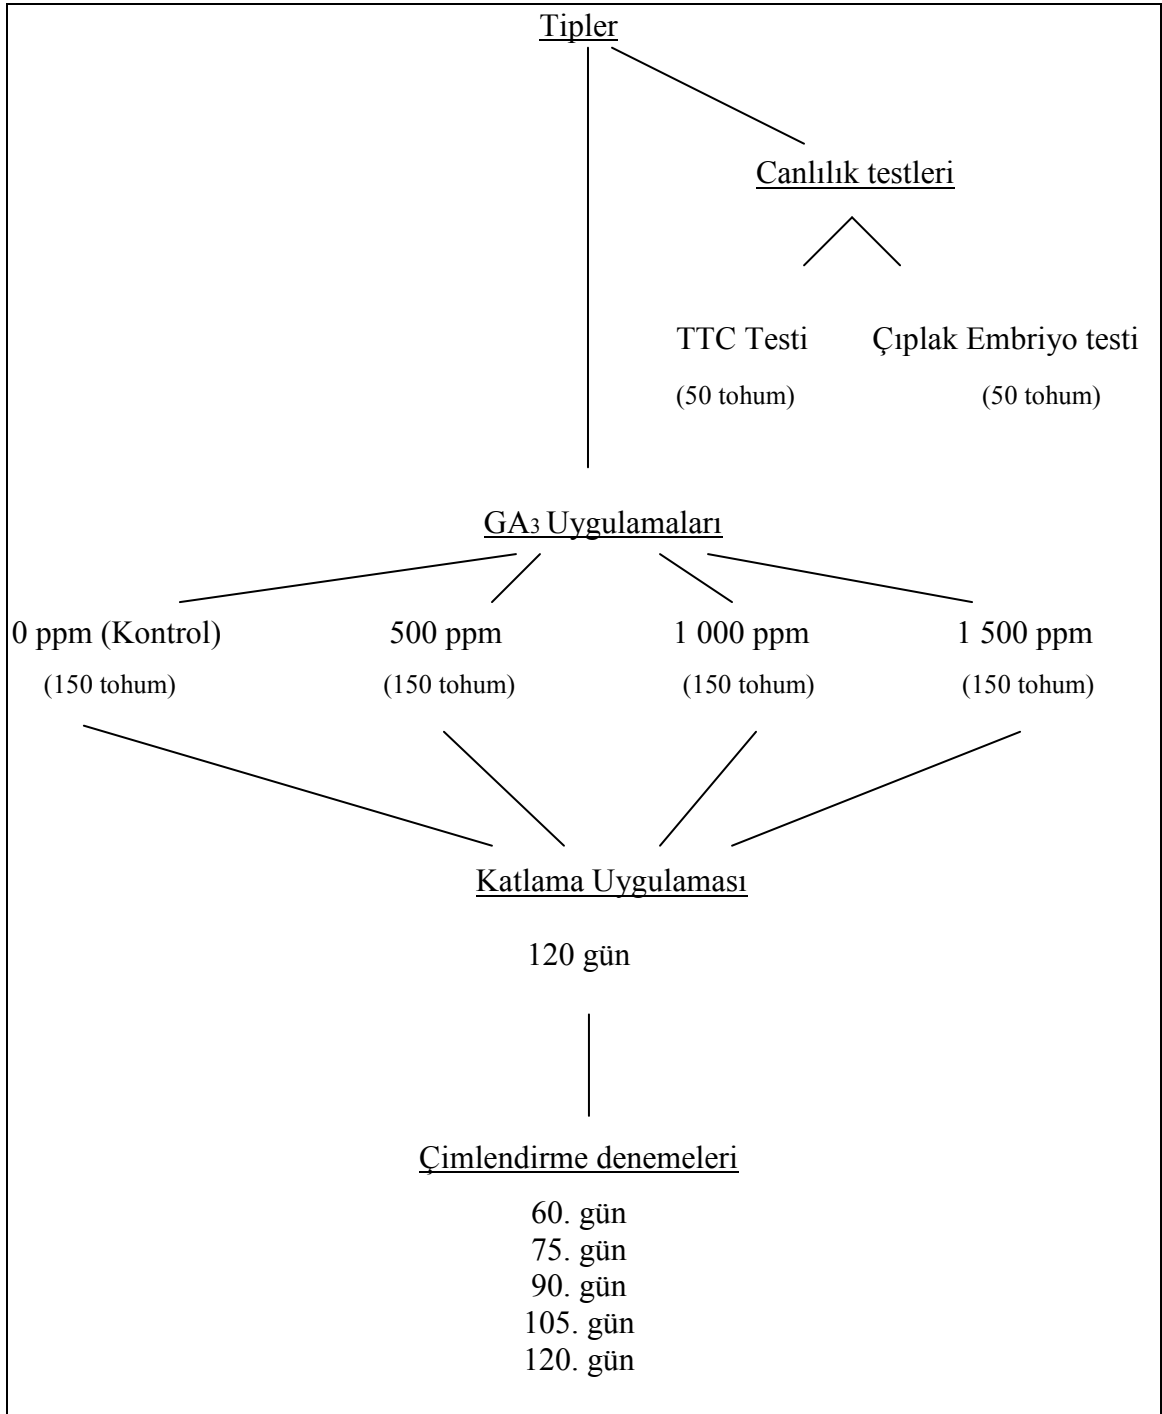 Tipler
Canlılık testleri
TTC Testi Çıplak Embriyo testi
(50 tohum) (50 tohum)
GA3 Uygulamaları
0 ppm (Kontrol) 500 ppm 1 000 ppm 1 500 ppm
(150 tohum) (150 tohum) (150 tohum) (150 tohum)
Katlama Uygulaması
120 gün
Çimlendirme denemeleri
60. gün
75. gün
90. gün
105. gün
120. gün